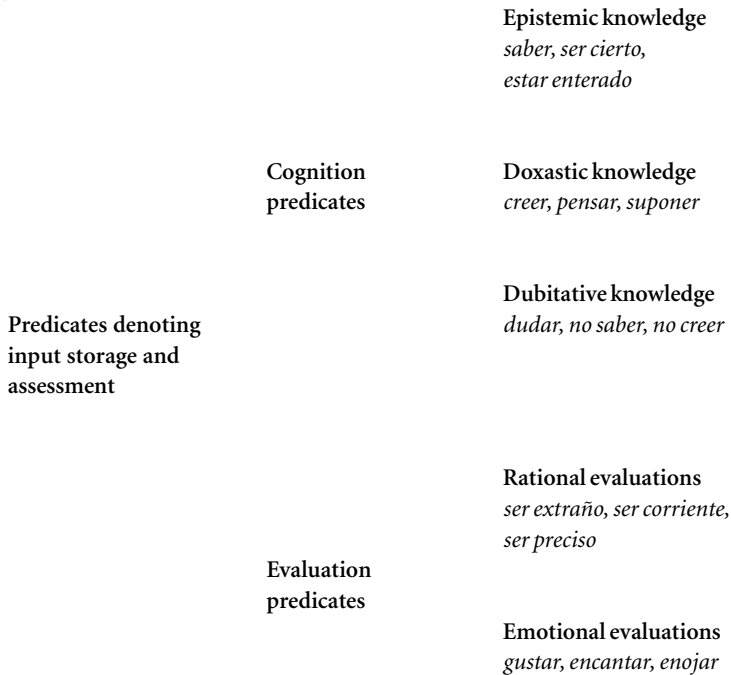 Epistemic knowledge
saber, ser cierto,
estar enterado
Cognition
predicates
Doxastic knowledge
creer, pensar, suponer
Dubitative knowledge
dudar, no saber, no creer
Predicates denoting
input storage and
assessment
Rational evaluations
ser extraño, ser corriente,
ser preciso
Evaluation
predicates
Emotional evaluations
gustar, encantar, enojar